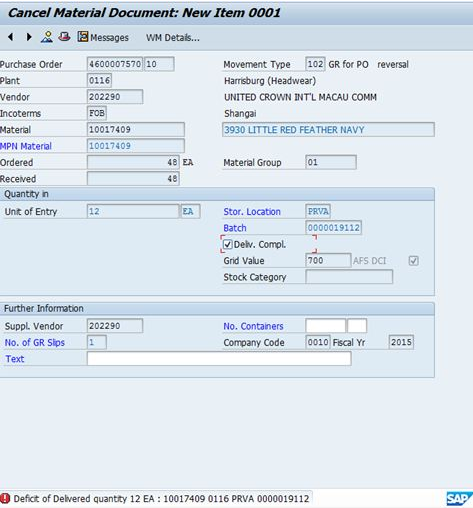 Cancel Material Document: New Item 0001
Messages WM Details...
Purchase Order 4600007570 10 Movement Type 102 GR for PO reversal
Plant 0116 Harrisburg (Headwear)
Vendor 202290 UNITED CROWN INT'L MACAU COMM
Incoterms FOB Shangai
Material 10017409 3930 LITTLE RED FEATHER NAVY
MPN Material 10017409
Ordered 48 EA Material Group 01
Received 48
Quantity in
Unit of Entry 12 EA Stor. Location PRVA
Batch 0000019112
Deliv. Compl.
Grid Value 700 AFS DCI
Stock Category
Further Information
Suppl. Vendor 202290 No. Containers
No. of GR Slips 1 Company Code 0010 Fiscal Yr 2015
Text
Deficit of Delivered quantity 12 EA : 10017409 0116 PRVA 0000019112 SAP